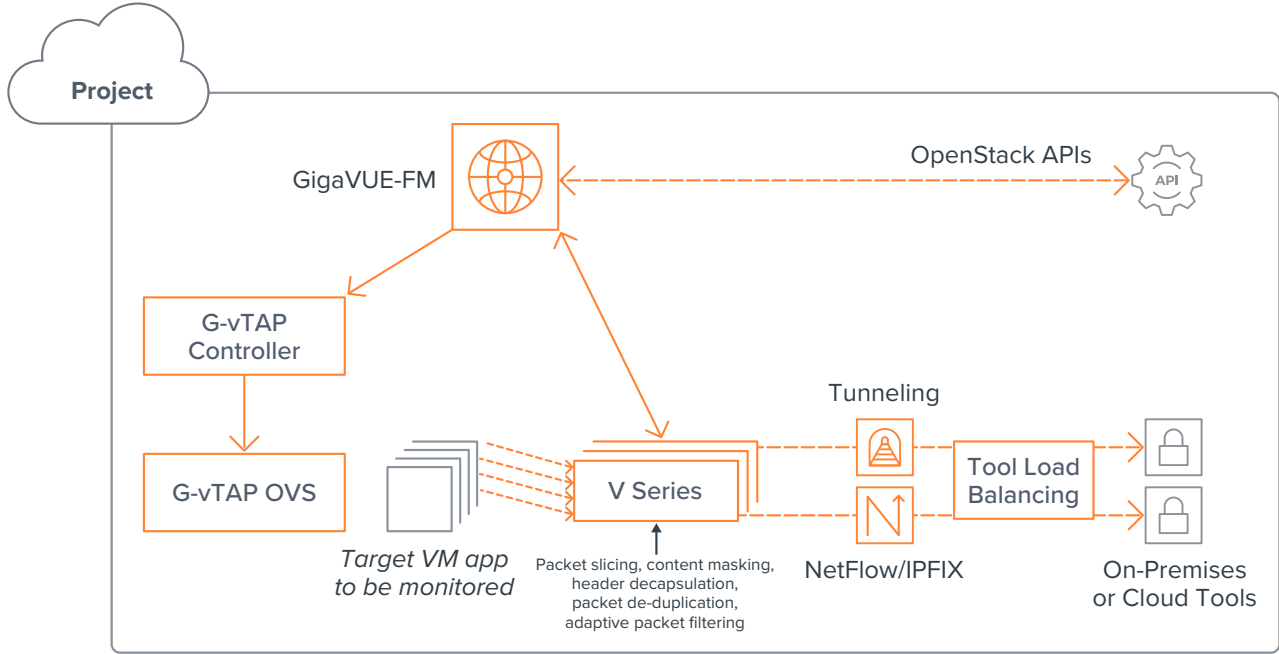 Project
OpenStack APIs
GigaVUE-FM
API
G-vTAP
Controller
Tunneling
G-vTAP OVS
V Series
Tool Load
Balancing
Target VM app
to be monitored
Packet slicing, content masking,
header decapsulation,
packet de-duplication,
adaptive packet filtering
NetFlow/IPFIX
On-Premises
or Cloud Tools